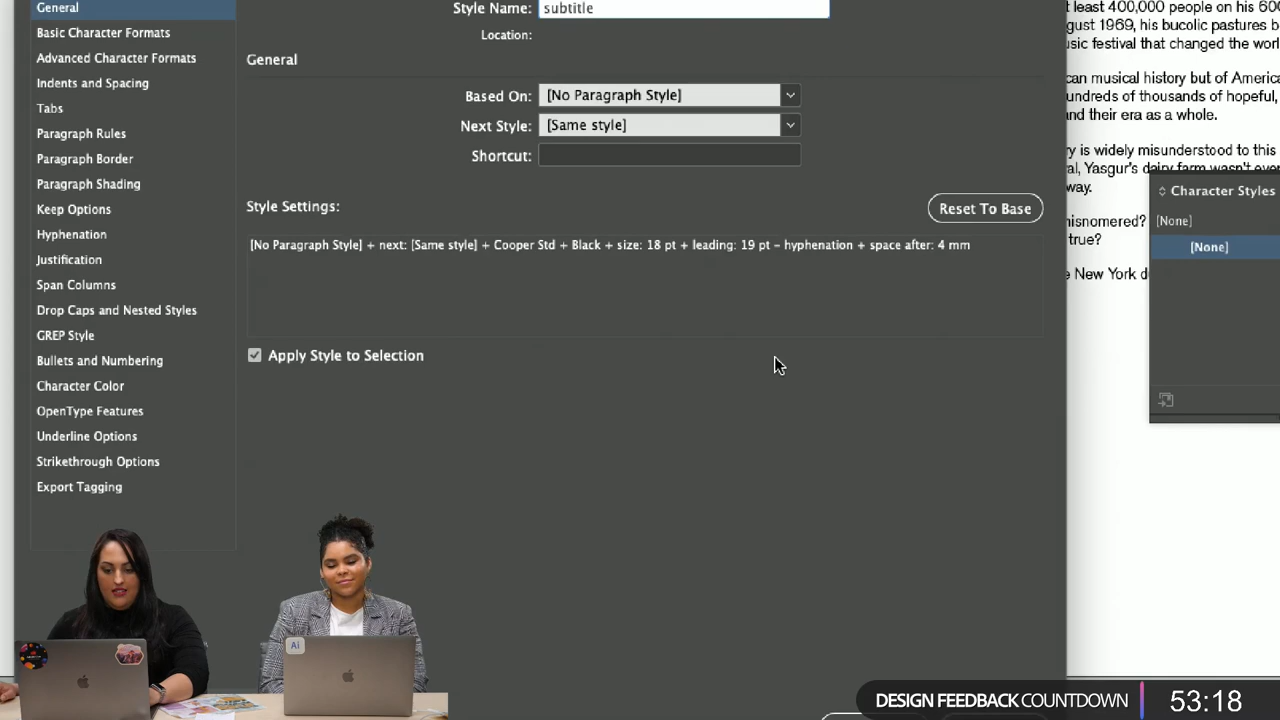 General
Basic Character Formats
Advanced Character Formats
Indents and Spacing
Tabs
Paragraph Rules
Paragraph Border
Paragraph Shading
Keep Options
Hyphenation
Justification
Span Columns
Drop Caps and Nested Styles
GREP Style
Bullets and Numbering
Character Color
OpenType Features
Underline Options
Strikethrough Options
Export Tagging
Style Name: subtitle
Location:
General
Based On: [No Paragraph Style]
Next Style: [Same style]
Shortcut:
Style Settings:
Reset To Base
[No Paragraph Style] + next: [Same style] + Cooper Std + Black + size: 18 pt + leading: 19 pt - hyphenation + space after: 4 mm
Apply Style to Selection
least 400,000 people on his 600
gust 1969, his bucolic pastures b
sic festival that changed the worl
can musical history but of America
undreds of thousands of hopeful,
and their era as a whole.
ry is widely misunderstood to this
al, Yasgur's dairy farm wasn't eve
way.
misnomered?
true?
e New York d
Character Styles
[None]
[None]
Ai
DESIGN FEEDBACK COUNTDOWN
53:18